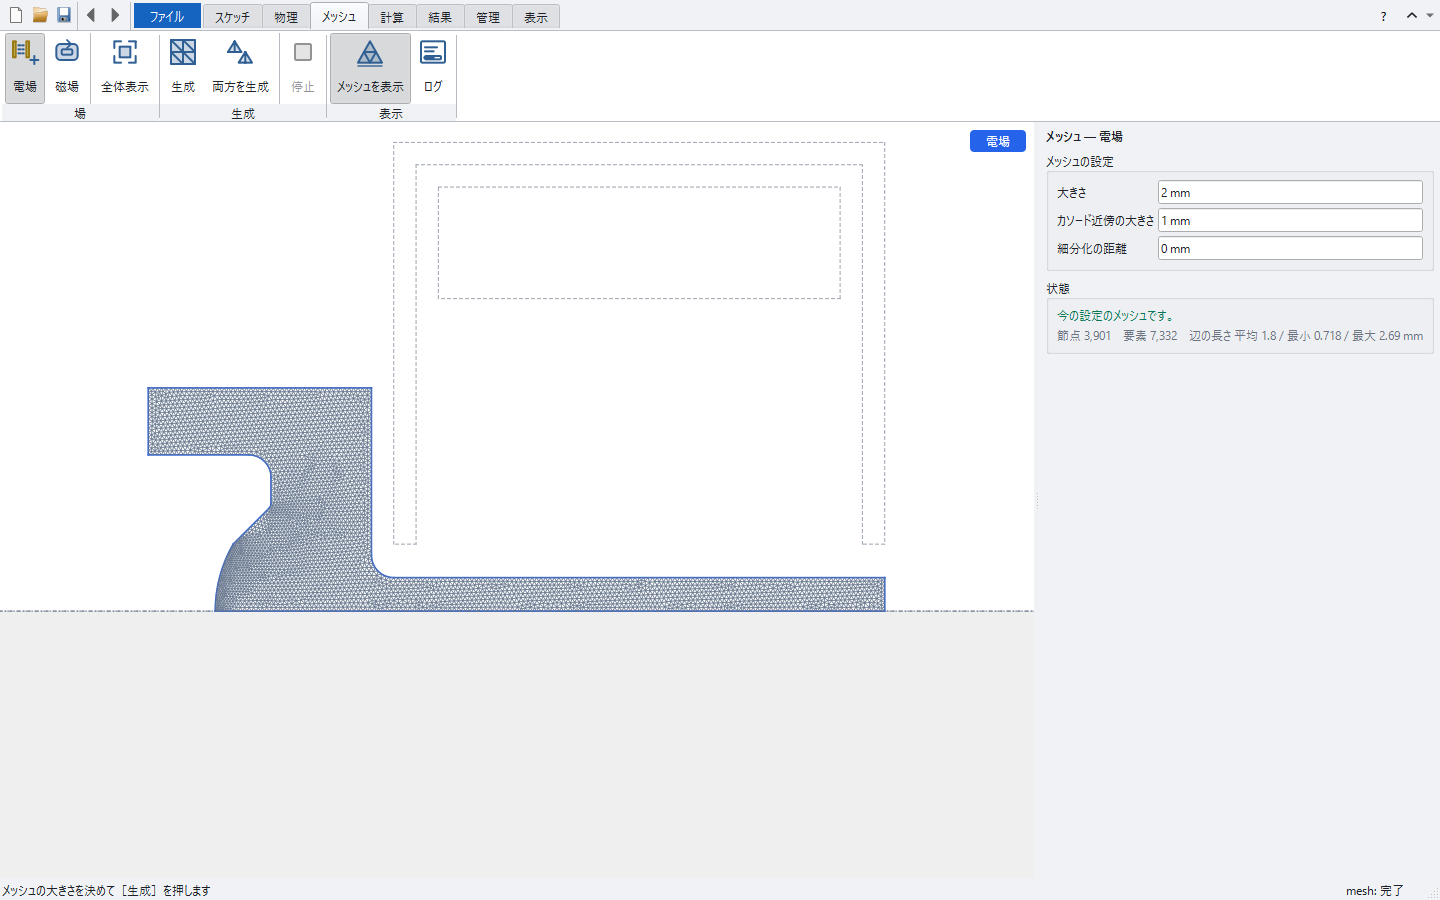 ファイル スケッチ 物理 メッシュ 計算 結果 管理 表示 ?
電場 磁場 全体表示 生成 両方を生成 停止 メッシュを表示 ログ
場 生成 表示
電場
メッシュ — 電場
メッシュの設定
大きさ 2 mm
カソード近傍の大きさ 1 mm
細分化の距離 0 mm
状態
今の設定のメッシュです。
節点 3,901 要素 7,332 辺の長さ 平均 1.8 / 最小 0.718 / 最大 2.69 mm
メッシュの大きさを決めて［生成］を押します
mesh: 完了